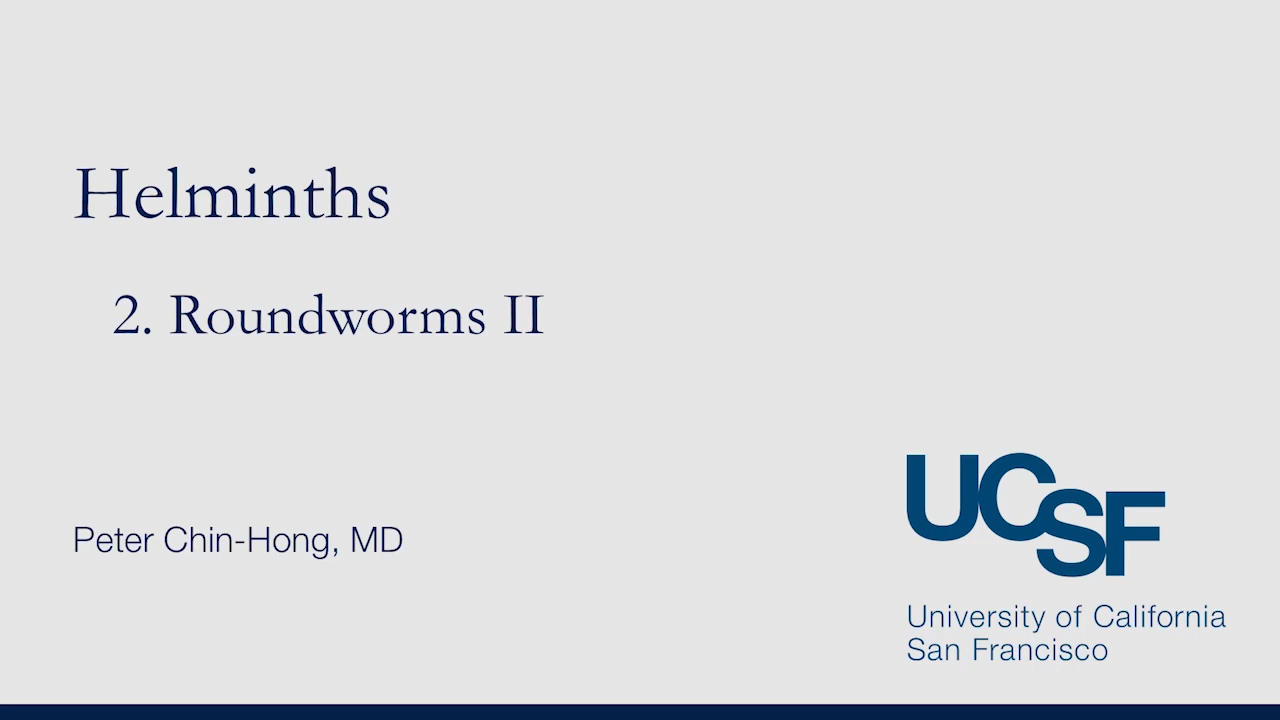 Helminths
2. Roundworms II
Peter Chin-Hong, MD
UCSF
University of California
San Francisco